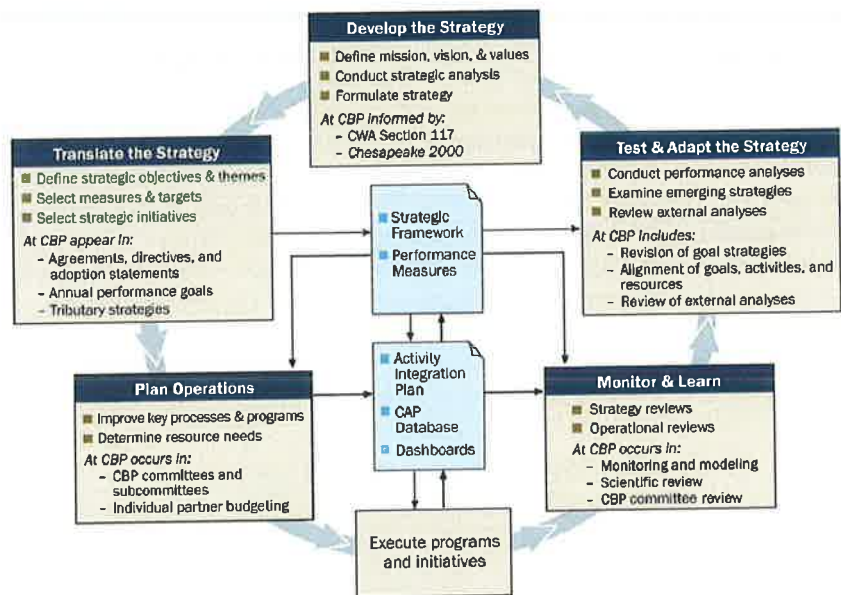 Develop the Strategy
Define mission, vision, & values
Conduct strategic analysis
Formulate strategy
At CBP informed by:
– CWA Section 117
– Chesapeake 2000
Translate the Strategy
Define strategic objectives & themes
Select measures & targets
Select strategic initiatives
At CBP appear in:
– Agreements, directives, and
adoption statements
– Annual performance goals
– Tributary strategies
Strategic
Framework
Performance
Measures
Test & Adapt the Strategy
Conduct performance analyses
Examine emerging strategies
Review external analyses
At CBP Includes:
– Revision of goal strategies
– Alignment of goals, activities, and
resources
– Review of external analyses
Plan Operations
Improve key processes & programs
Determine resource needs
At CBP occurs in:
– CBP committees and
subcommittees
– Individual partner budgeting
Activity
Integration
Plan
CAP
Database
Dashboards
Monitor & Learn
Strategy reviews
Operational reviews
At CBP occurs in:
– Monitoring and modeling
– Scientific review
– CBP committee review
Execute programs
and initiatives